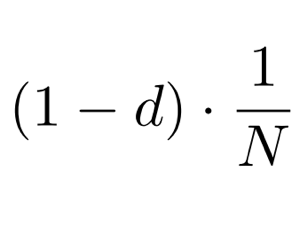 (1 − d) · 1/N